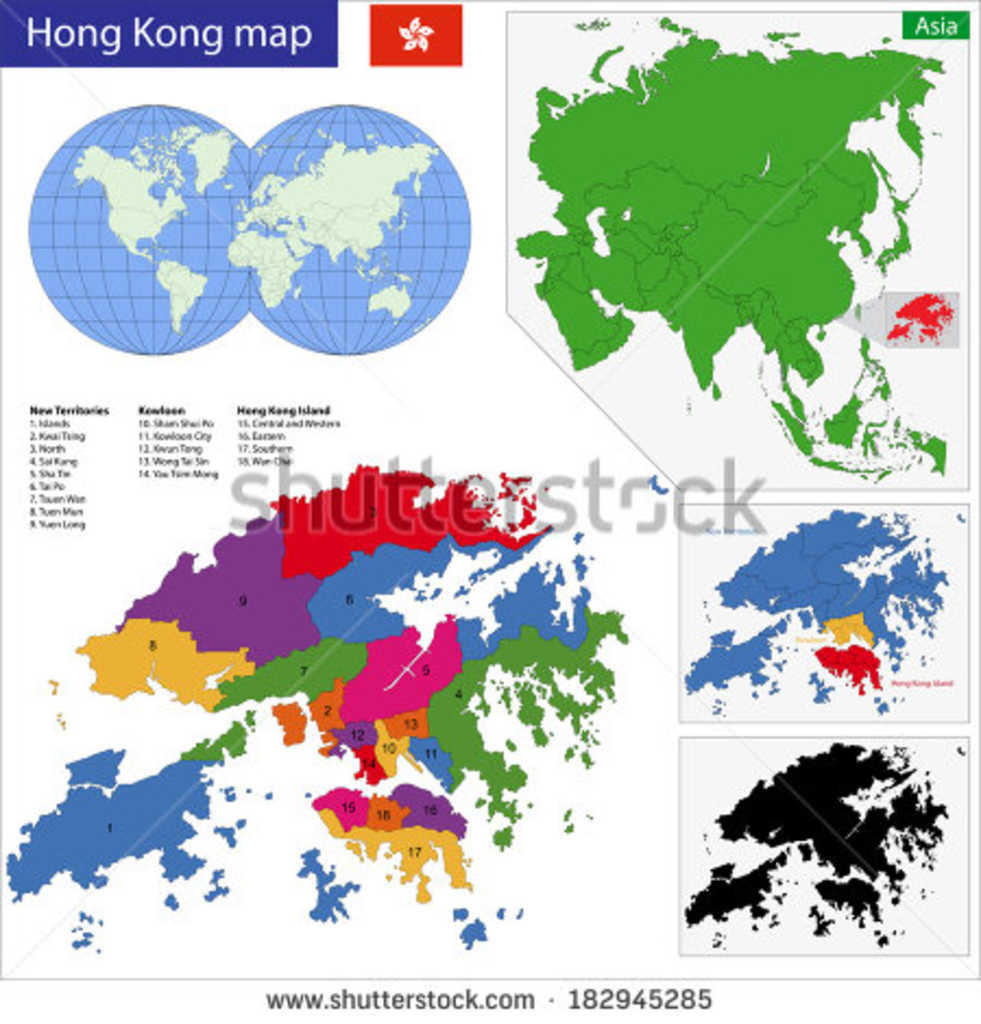 Hong Kong map
Asia
New Territories
1. Islands
2. Kwai Tsing
3. North
4. Sai Kung
5. Sha Tin
6. Tai Po
7. Tsuen Wan
8. Tuen Mun
9. Yuen Long
Kowloon
10. Sham Shui Po
11. Kowloon City
12. Kwun Tong
13. Wong Tai Sin
14. Yau Tsim Mong
Hong Kong Island
15. Central and Western
16. Eastern
17. Southern
18. Wan Chai
shutterstock
3
9
6
8
7
5
4
2
13
12
10
11
14
1
15
18
16
17
Kowloon
Hong Kong Island
www.shutterstock.com · 182945285